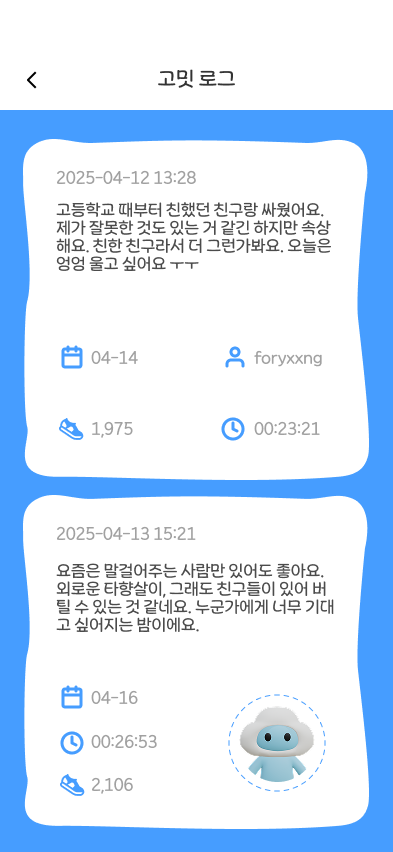 고밋 로그
2025-04-12 13:28
고등학교 때부터 친했던 친구랑 싸웠어요.
제가 잘못한 것도 있는 거 같긴 하지만 속상
해요. 친한 친구라서 더 그런가봐요. 오늘은
엉엉 울고 싶어요 ㅜㅜ
04-14
foryxxng
1,975
00:23:21
2025-04-13 15:21
요즘은 말걸어주는 사람만 있어도 좋아요.
외로운 타향살이, 그래도 친구들이 있어 버
틸 수 있는 것 같네요. 누군가에게 너무 기대
고 싶어지는 밤이에요.
04-16
00:26:53
2,106